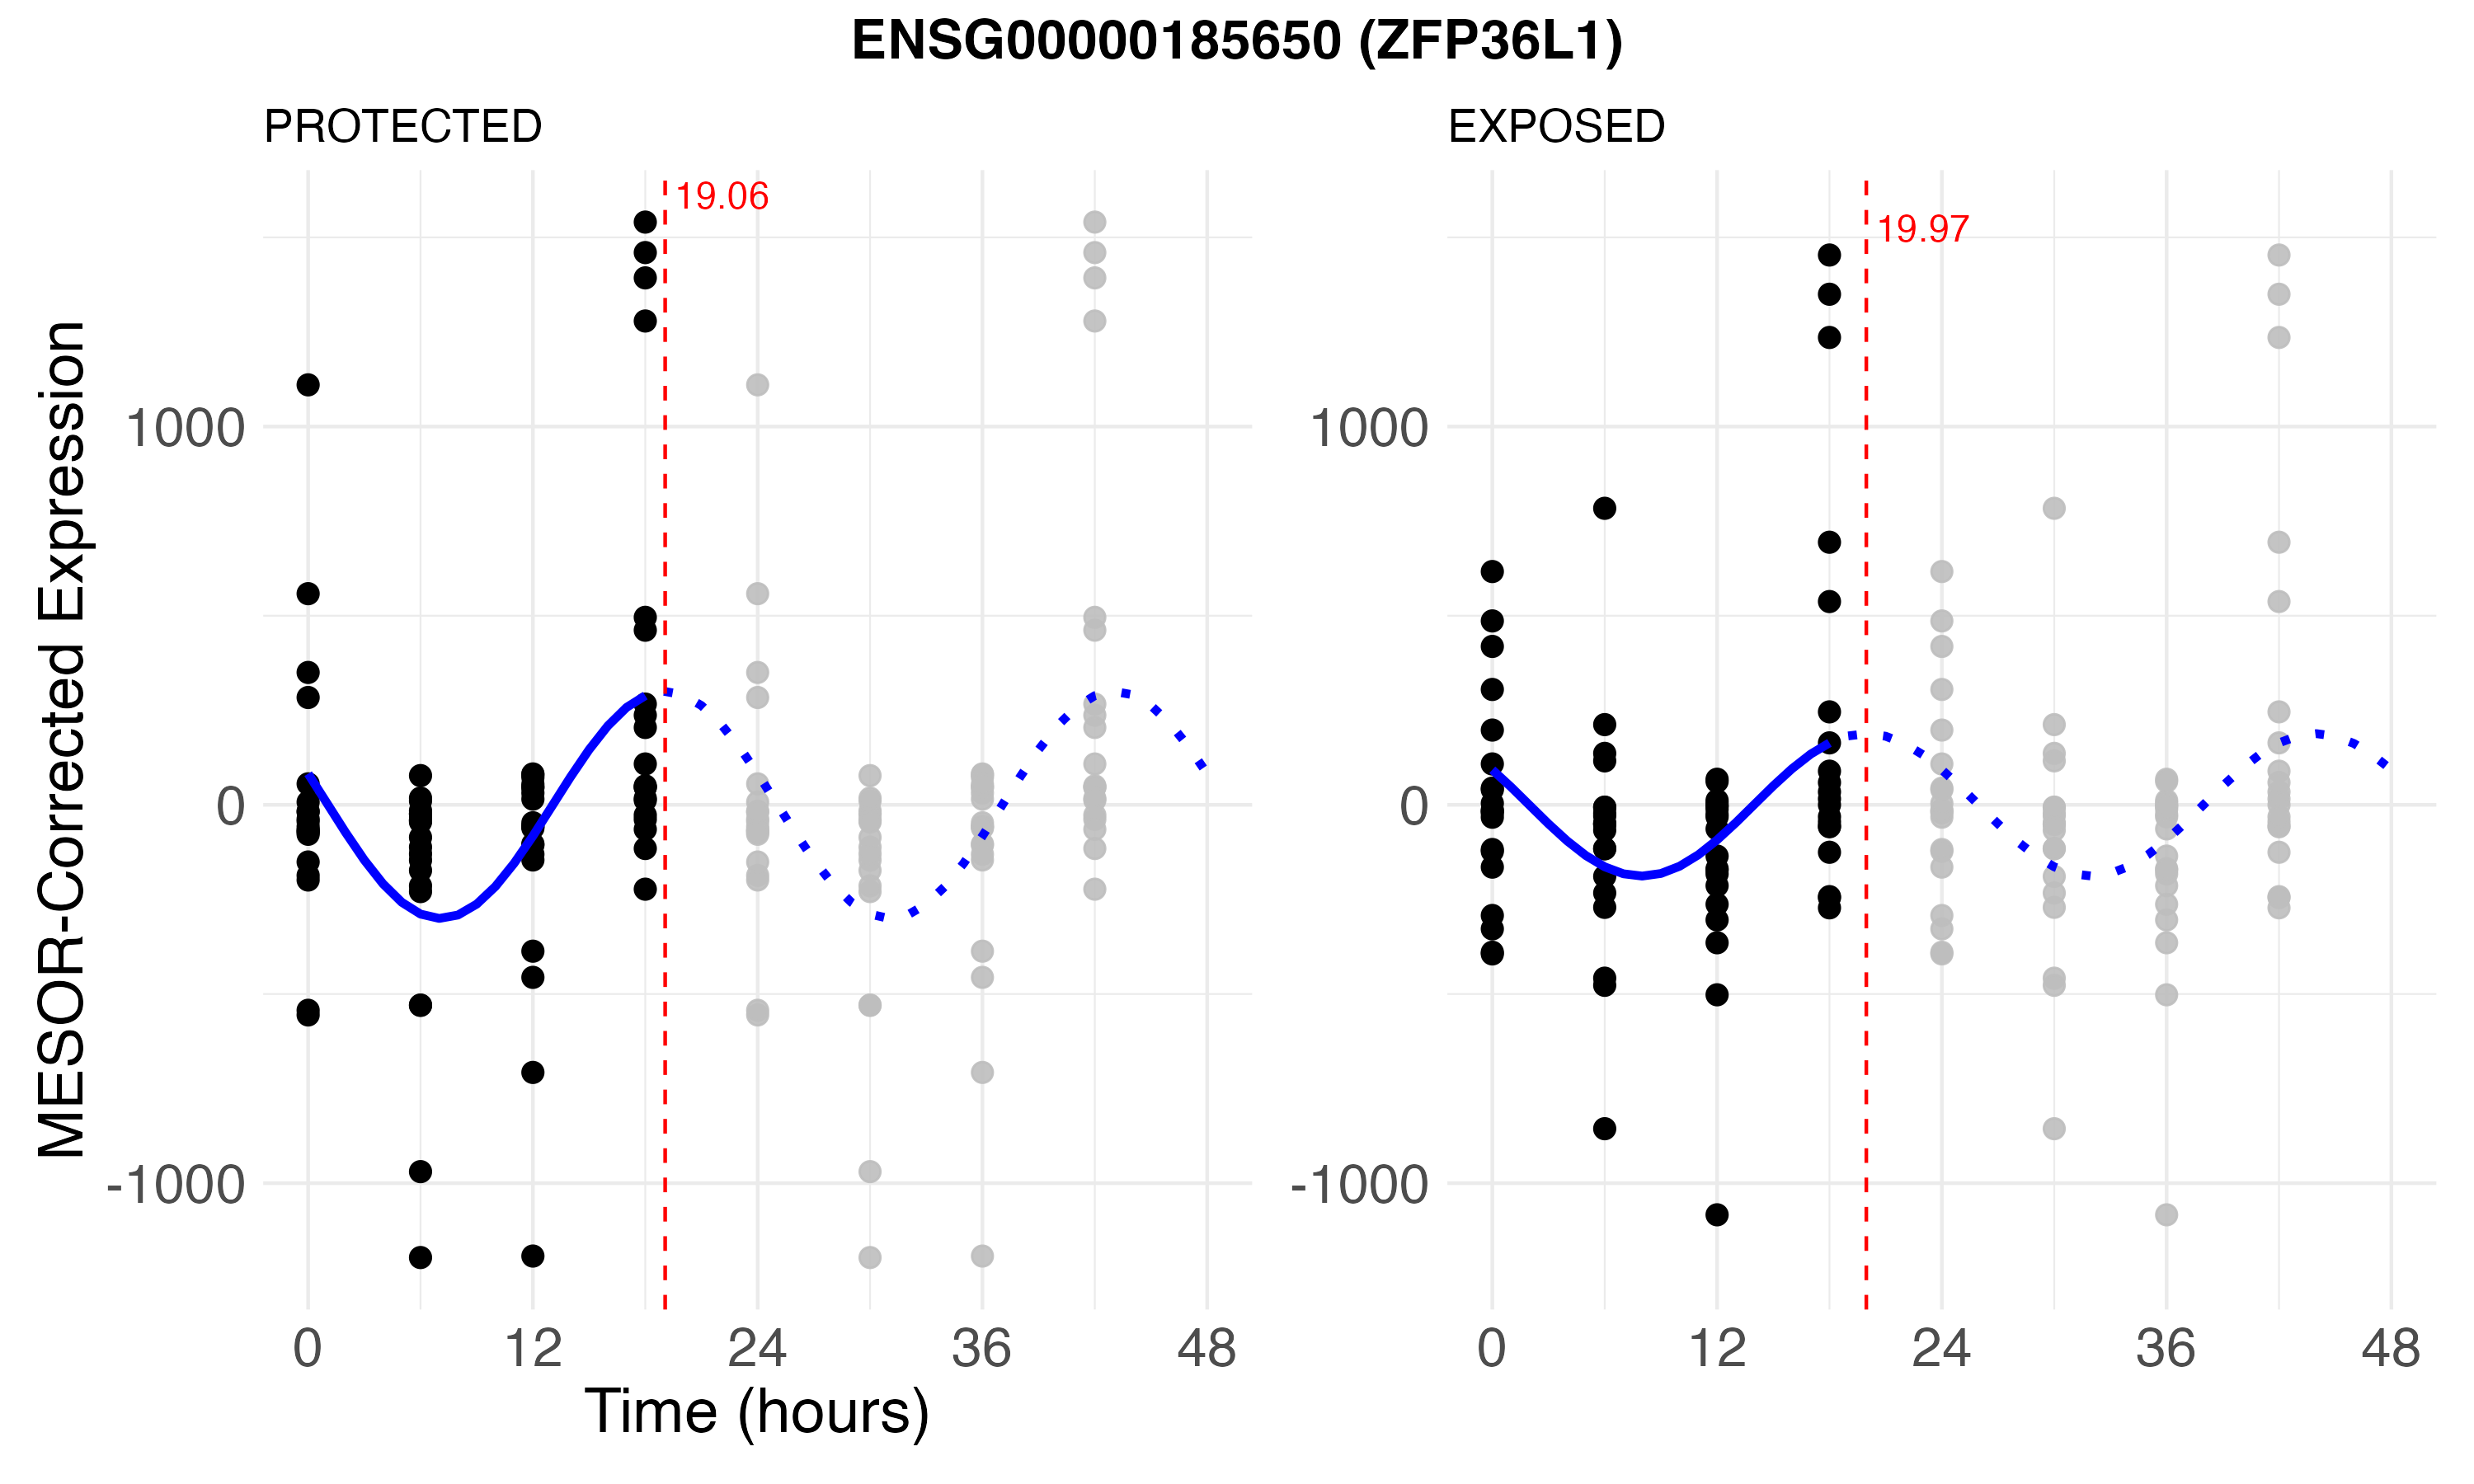 ENSG00000185650 (ZFP36L1)
PROTECTED
EXPOSED
19.06
19.97
MESOR-Corrected Expression
1000
0
-1000
1000
0
-1000
0 12 24 36 48
0 12 24 36 48
Time (hours)